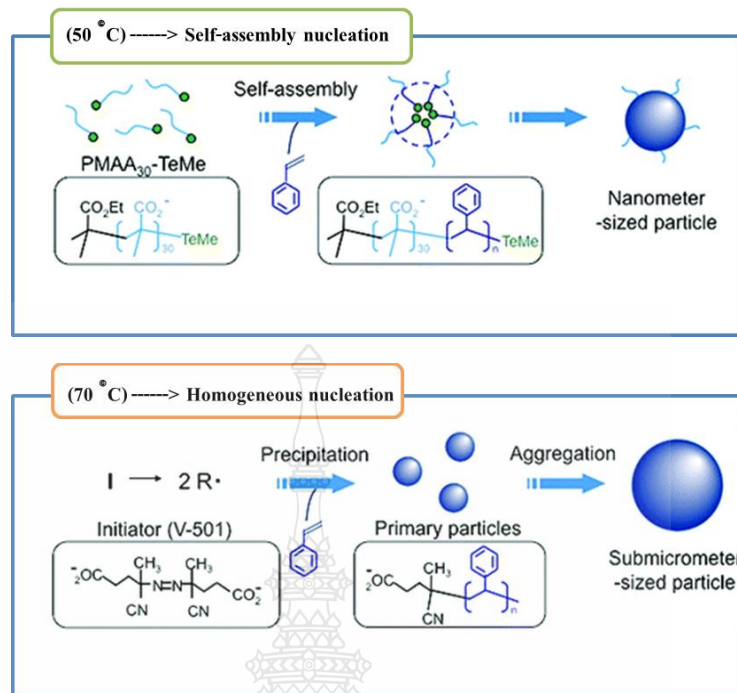 (50 °C) ------> Self-assembly nucleation
Self-assembly
PMAA30-TeMe
CO2Et
CO2-
30
TeMe
CO2Et
CO2-
30
n
TeMe
Nanometer
-sized particle
(70 °C) ------> Homogeneous nucleation
Precipitation
Aggregation
I → 2 R•
Initiator (V-501)
Primary particles
-O2C
CH3
N=N
CH3
CO2-
CN
CN
-O2C
CH3
CN
n
Submicrometer
-sized particle